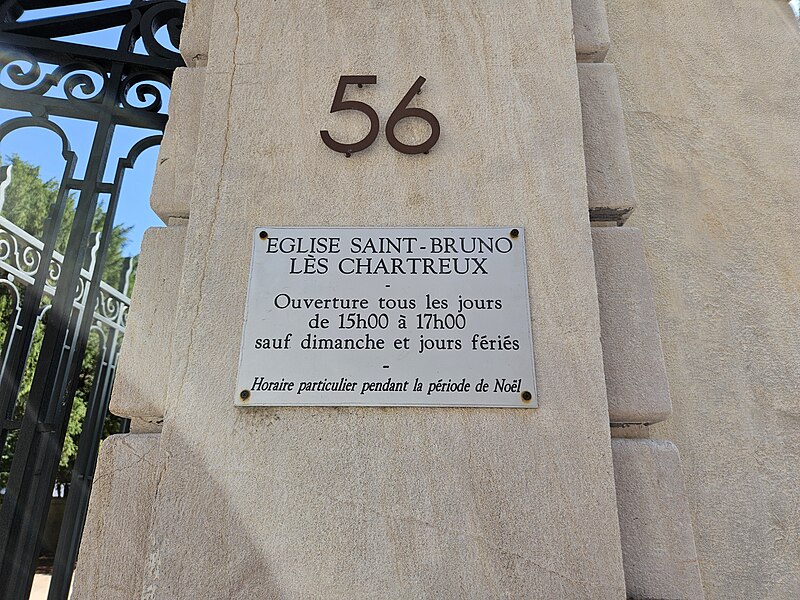 56
EGLISE SAINT-BRUNO
LÈS CHARTREUX
-
Ouverture tous les jours
de 15h00 à 17h00
sauf dimanche et jours fériés
-
Horaire particulier pendant la période de Noël